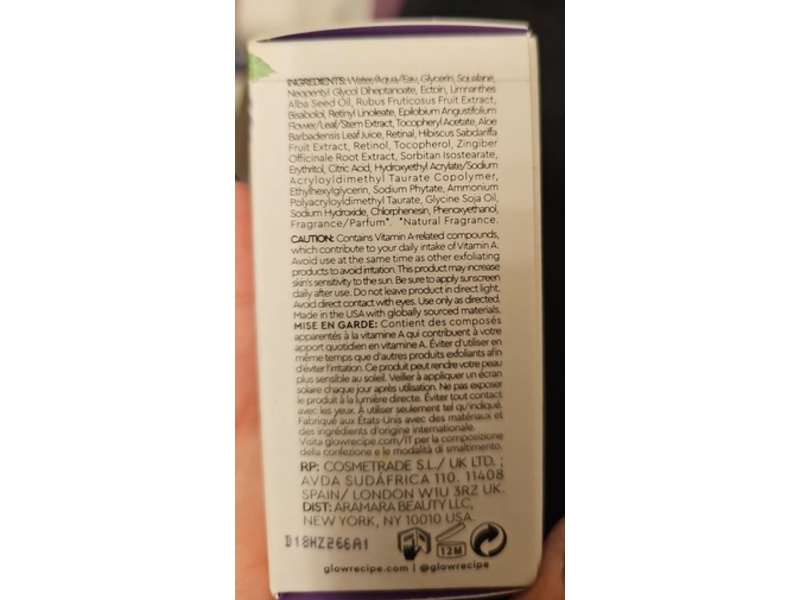 INGREDIENTS: Water/Aqua/Eau, Glycerin, Squalane,
Neopentyl Glycol Diheptanoate, Ectoin, Limnanthes
Alba Seed Oil, Rubus Fruticosus Fruit Extract,
Bisabolol, Retinyl Linoleate, Epilobium Angustifolium
Flower/Leaf/Stem Extract, Tocopheryl Acetate, Aloe
Barbadensis Leaf Juice, Retinal, Hibiscus Sabdariffa
Fruit Extract, Retinol, Tocopherol, Zingiber
Officinale Root Extract, Sorbitan Isostearate,
Erythritol, Citric Acid, Hydroxyethyl Acrylate/Sodium
Acryloyldimethyl Taurate Copolymer,
Ethylhexylglycerin, Sodium Phytate, Ammonium
Polyacryloyldimethyl Taurate, Glycine Soja Oil,
Sodium Hydroxide, Chlorphenesin, Phenoxyethanol,
Fragrance/Parfum*. *Natural Fragrance.
CAUTION: Contains Vitamin A-related compounds,
which contribute to your daily intake of Vitamin A.
Avoid use at the same time as other exfoliating
products to avoid irritation. This product may increase
skin's sensitivity to the sun. Be sure to apply sunscreen
daily after use. Do not leave product in direct light.
Avoid direct contact with eyes. Use only as directed.
Made in the USA with globally sourced materials.
MISE EN GARDE: Contient des composés
apparentés à la vitamine A qui contribuent à votre
apport quotidien en vitamine A. Éviter d'utiliser en
même temps que d'autres produits exfoliants afin
d'éviter l'irritation. Ce produit peut rendre votre peau
plus sensible au soleil. Veiller à appliquer un écran
solaire chaque jour après utilisation. Ne pas exposer
le produit à la lumière directe. Éviter tout contact
avec les yeux. À utiliser seulement tel qu'indiqué.
Fabriqué aux États-Unis avec des matériaux et
des ingrédients d'origine internationale.
Visita glowrecipe.com/IT per la composizione
della confezione e le modalità di smaltimento.
RP: COSMETRADE S.L./ UK LTD. ;
AVDA SUDÁFRICA 110. 11408
SPAIN/ LONDON W1U 3RZ UK.
DIST: ARAMARA BEAUTY LLC,
NEW YORK, NY 10010 USA.
D18HZ266A1
12M
glowrecipe.com | @glowrecipe